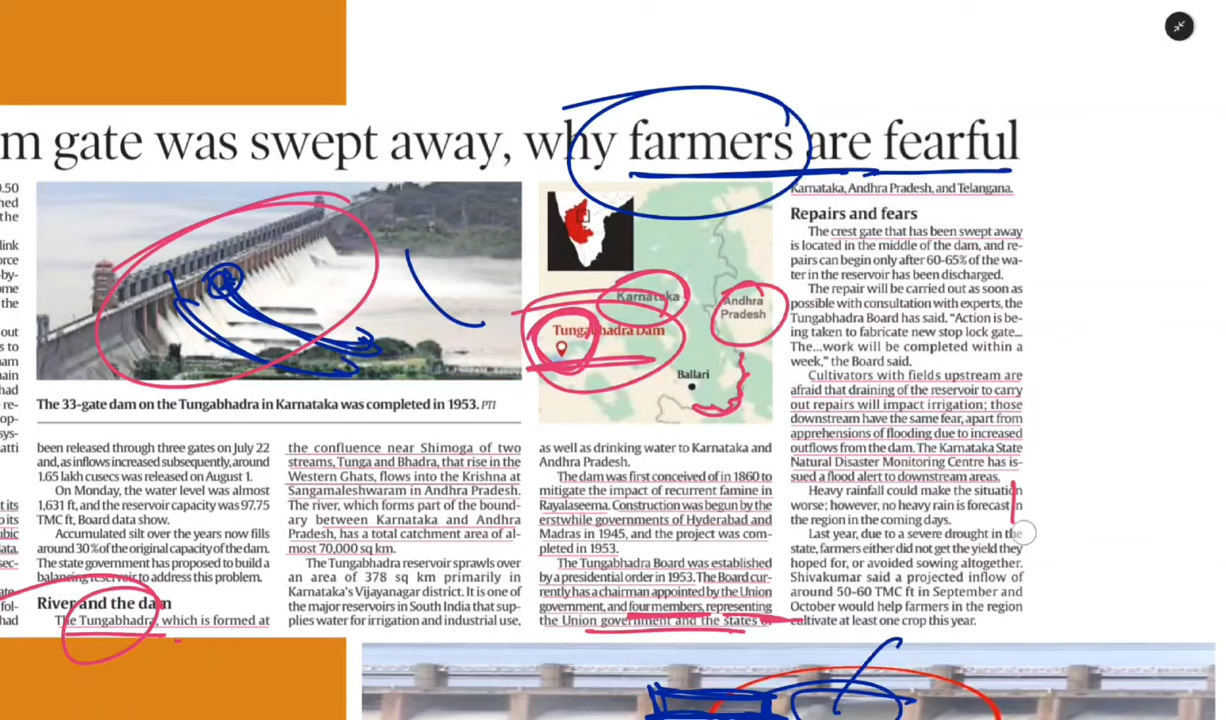 m gate was swept away, why farmers are fearful
0.50
ned
the
link
orce
-by-
ome
the
out
s to
am
ain
had
re-
op-
sys-
atti
t its
o its
ubic
data.
sec-
fol-
had
Karnataka
Andhra
Pradesh
Tungabhadra Dam
Ballari
The 33-gate dam on the Tungabhadra in Karnataka was completed in 1953. PTI
been released through three gates on July 22
and, as inflows increased subsequently, around
1.65 lakh cusecs was released on August 1.
On Monday, the water level was almost
1,631 ft, and the reservoir capacity was 97.75
TMC ft, Board data show.
Accumulated silt over the years now fills
around 30% of the original capacity of the dam.
The state government has proposed to build a
balancing reservoir to address this problem.
River and the dam
The Tungabhadra, which is formed at
the confluence near Shimoga of two
streams, Tunga and Bhadra, that rise in the
Western Ghats, flows into the Krishna at
Sangamaleshwaram in Andhra Pradesh.
The river, which forms part of the bound-
ary between Karnataka and Andhra
Pradesh, has a total catchment area of al-
most 70,000 sq km.
The Tungabhadra reservoir sprawls over
an area of 378 sq km primarily in
Karnataka's Vijayanagar district. It is one of
the major reservoirs in South India that sup-
plies water for irrigation and industrial use,
as well as drinking water to Karnataka and
Andhra Pradesh.
The dam was first conceived of in 1860 to
mitigate the impact of recurrent famine in
Rayalaseema. Construction was begun by the
erstwhile governments of Hyderabad and
Madras in 1945, and the project was com-
pleted in 1953.
The Tungabhadra Board was established
by a presidential order in 1953. The Board cur-
rently has a chairman appointed by the Union
government, and four members, representing
the Union government and the states of
Karnataka, Andhra Pradesh, and Telangana.
Repairs and fears
The crest gate that has been swept away
is located in the middle of the dam, and re-
pairs can begin only after 60-65% of the wa-
ter in the reservoir has been discharged.
The repair will be carried out as soon as
possible with consultation with experts, the
Tungabhadra Board has said. “Action is be-
ing taken to fabricate new stop lock gate...
The...work will be completed within a
week,” the Board said.
Cultivators with fields upstream are
afraid that draining of the reservoir to carry
out repairs will impact irrigation; those
downstream have the same fear, apart from
apprehensions of flooding due to increased
outflows from the dam. The Karnataka State
Natural Disaster Monitoring Centre has is-
sued a flood alert to downstream areas.
Heavy rainfall could make the situation
worse; however, no heavy rain is forecast in
the region in the coming days.
Last year, due to a severe drought in the
state, farmers either did not get the yield they
hoped for, or avoided sowing altogether.
Shivakumar said a projected inflow of
around 50-60 TMC ft in September and
October would help farmers in the region
cultivate at least one crop this year.